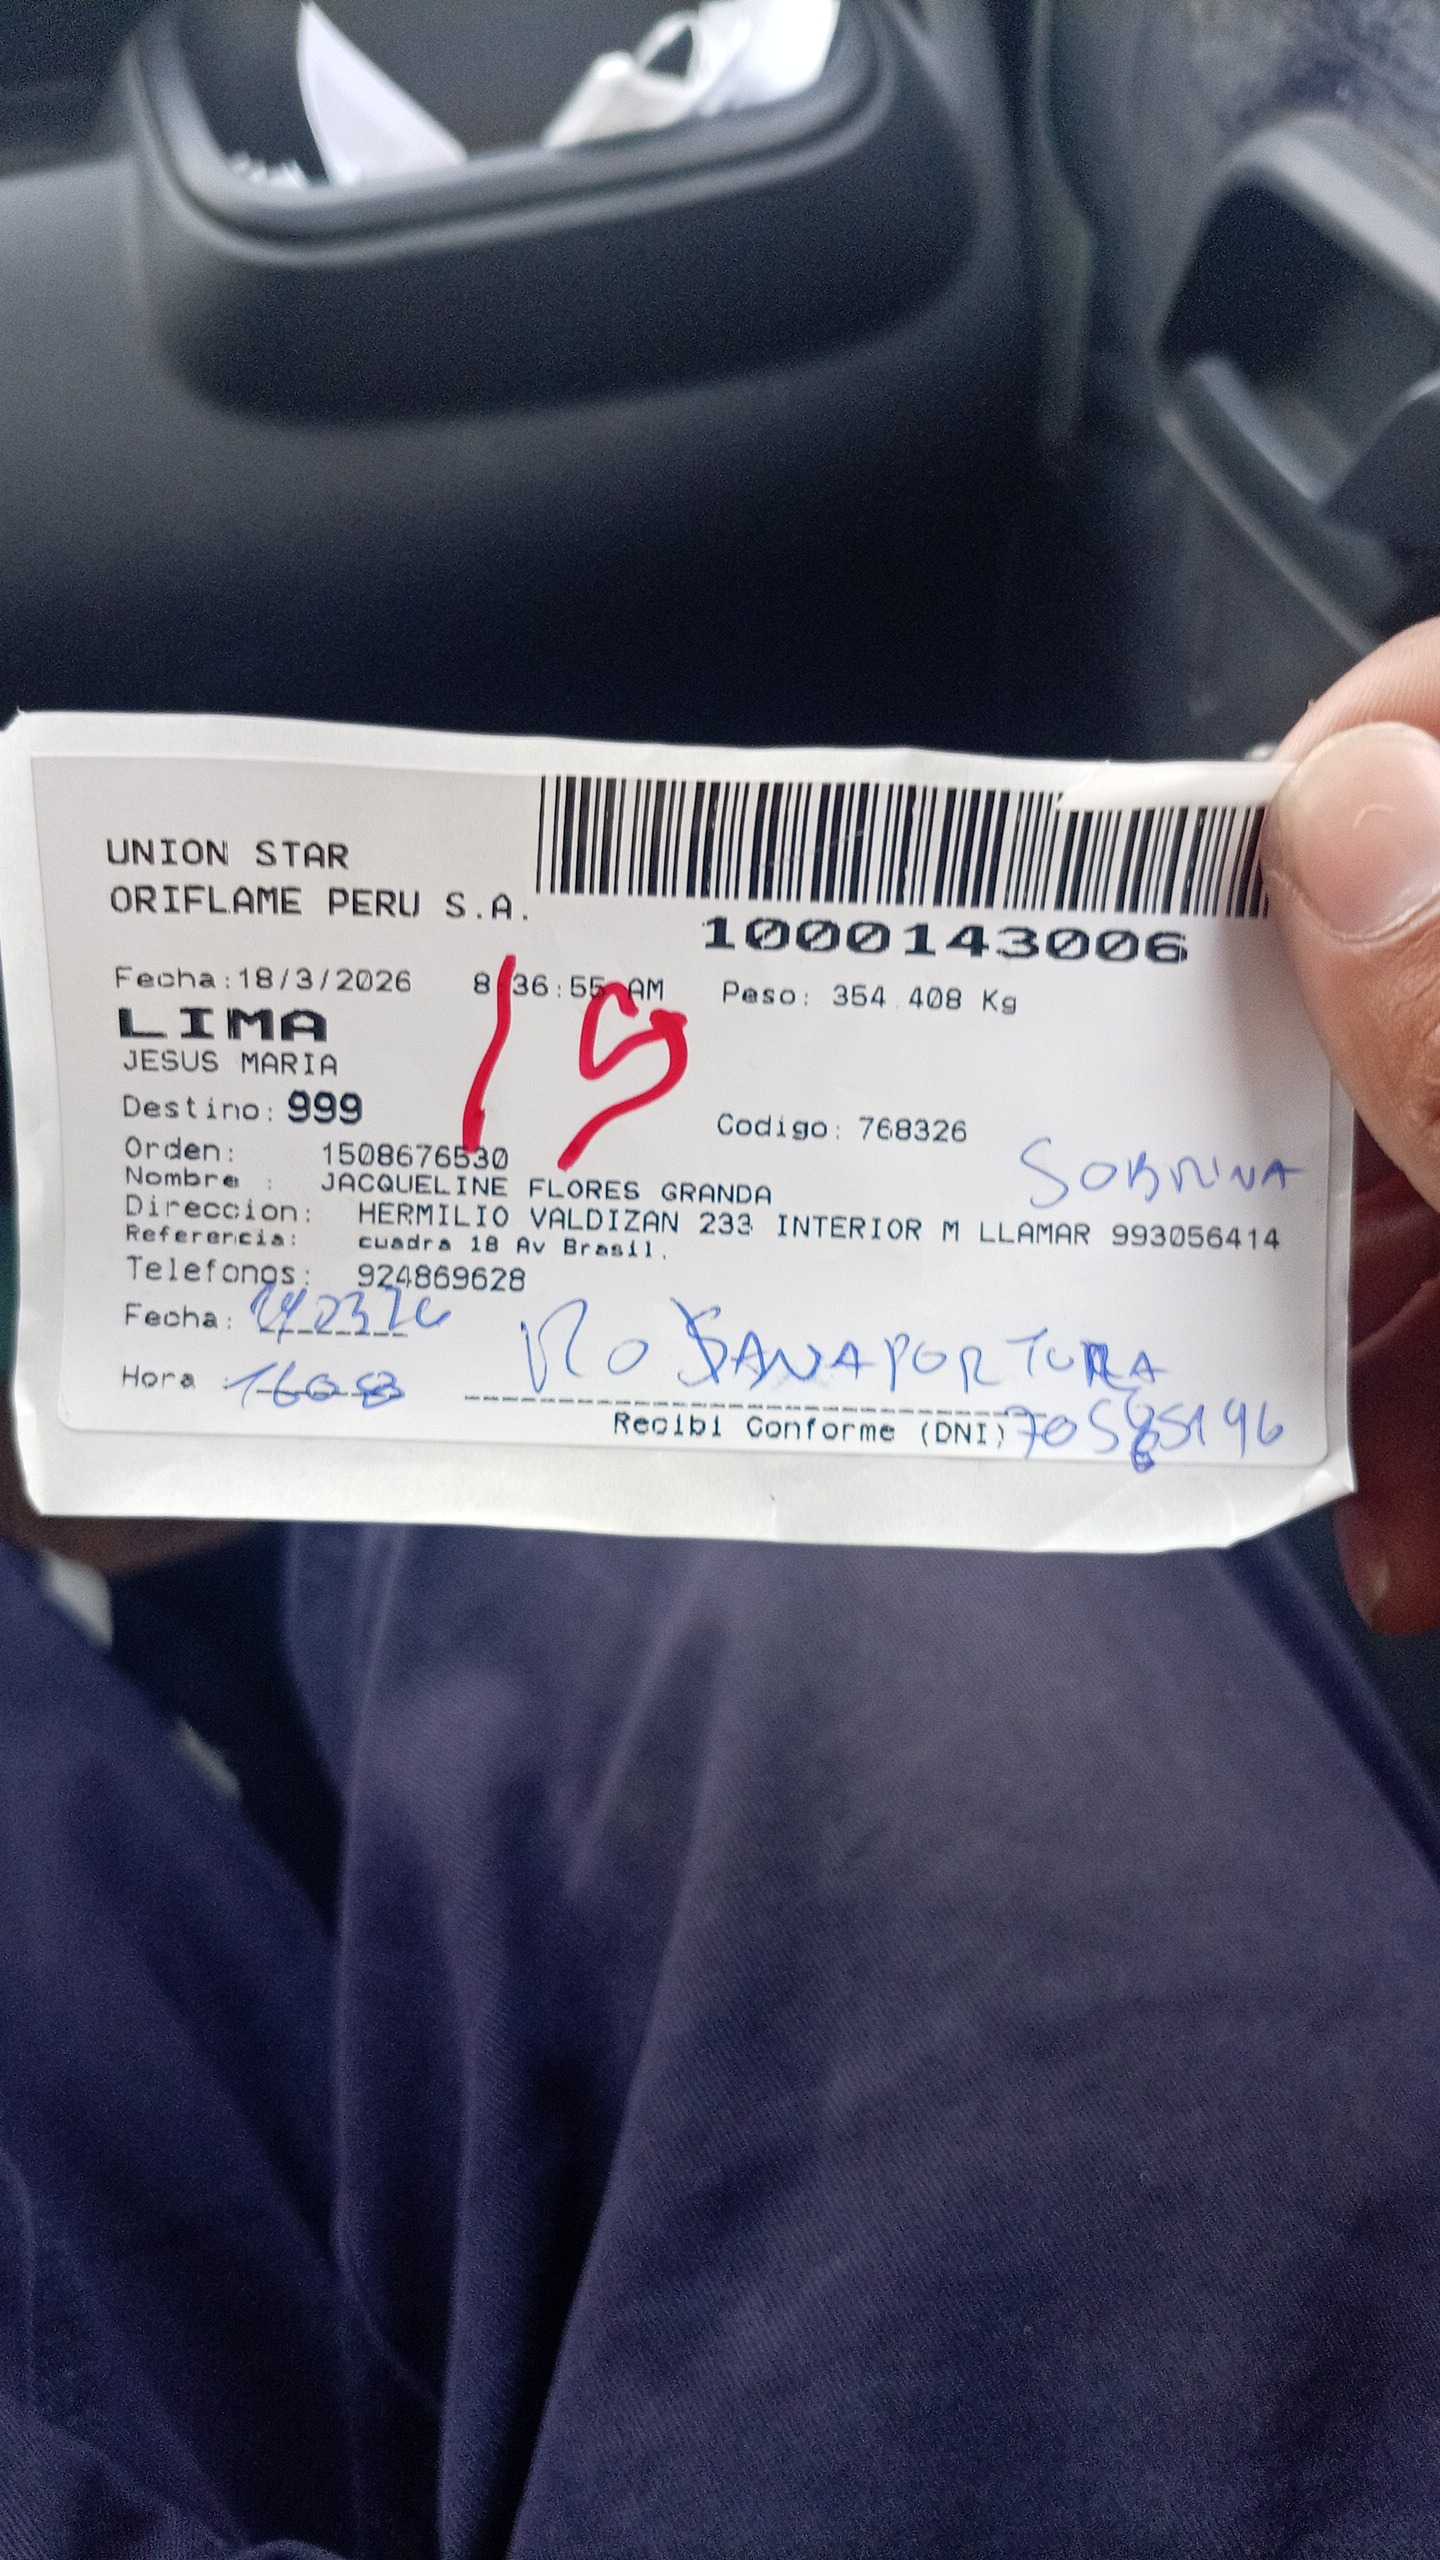 UNION STAR
ORIFLAME PERU S.A.
1000143006
Fecha:18/3/2026 8:36:55 AM Peso: 354.408 Kg
LIMA
JESUS MARIA
15
Destino: 999
Codigo: 768326
Orden: 1508676530
Nombre : JACQUELINE FLORES GRANDA
SOBRINA
Direccion: HERMILIO VALDIZAN 233 INTERIOR M LLAMAR 993056414
Referencia: cuadra 18 Av Brasil.
Telefonos: 924869628
Fecha:
ROSANA PORTURA
Hora :
Recibi Conforme (DNI)